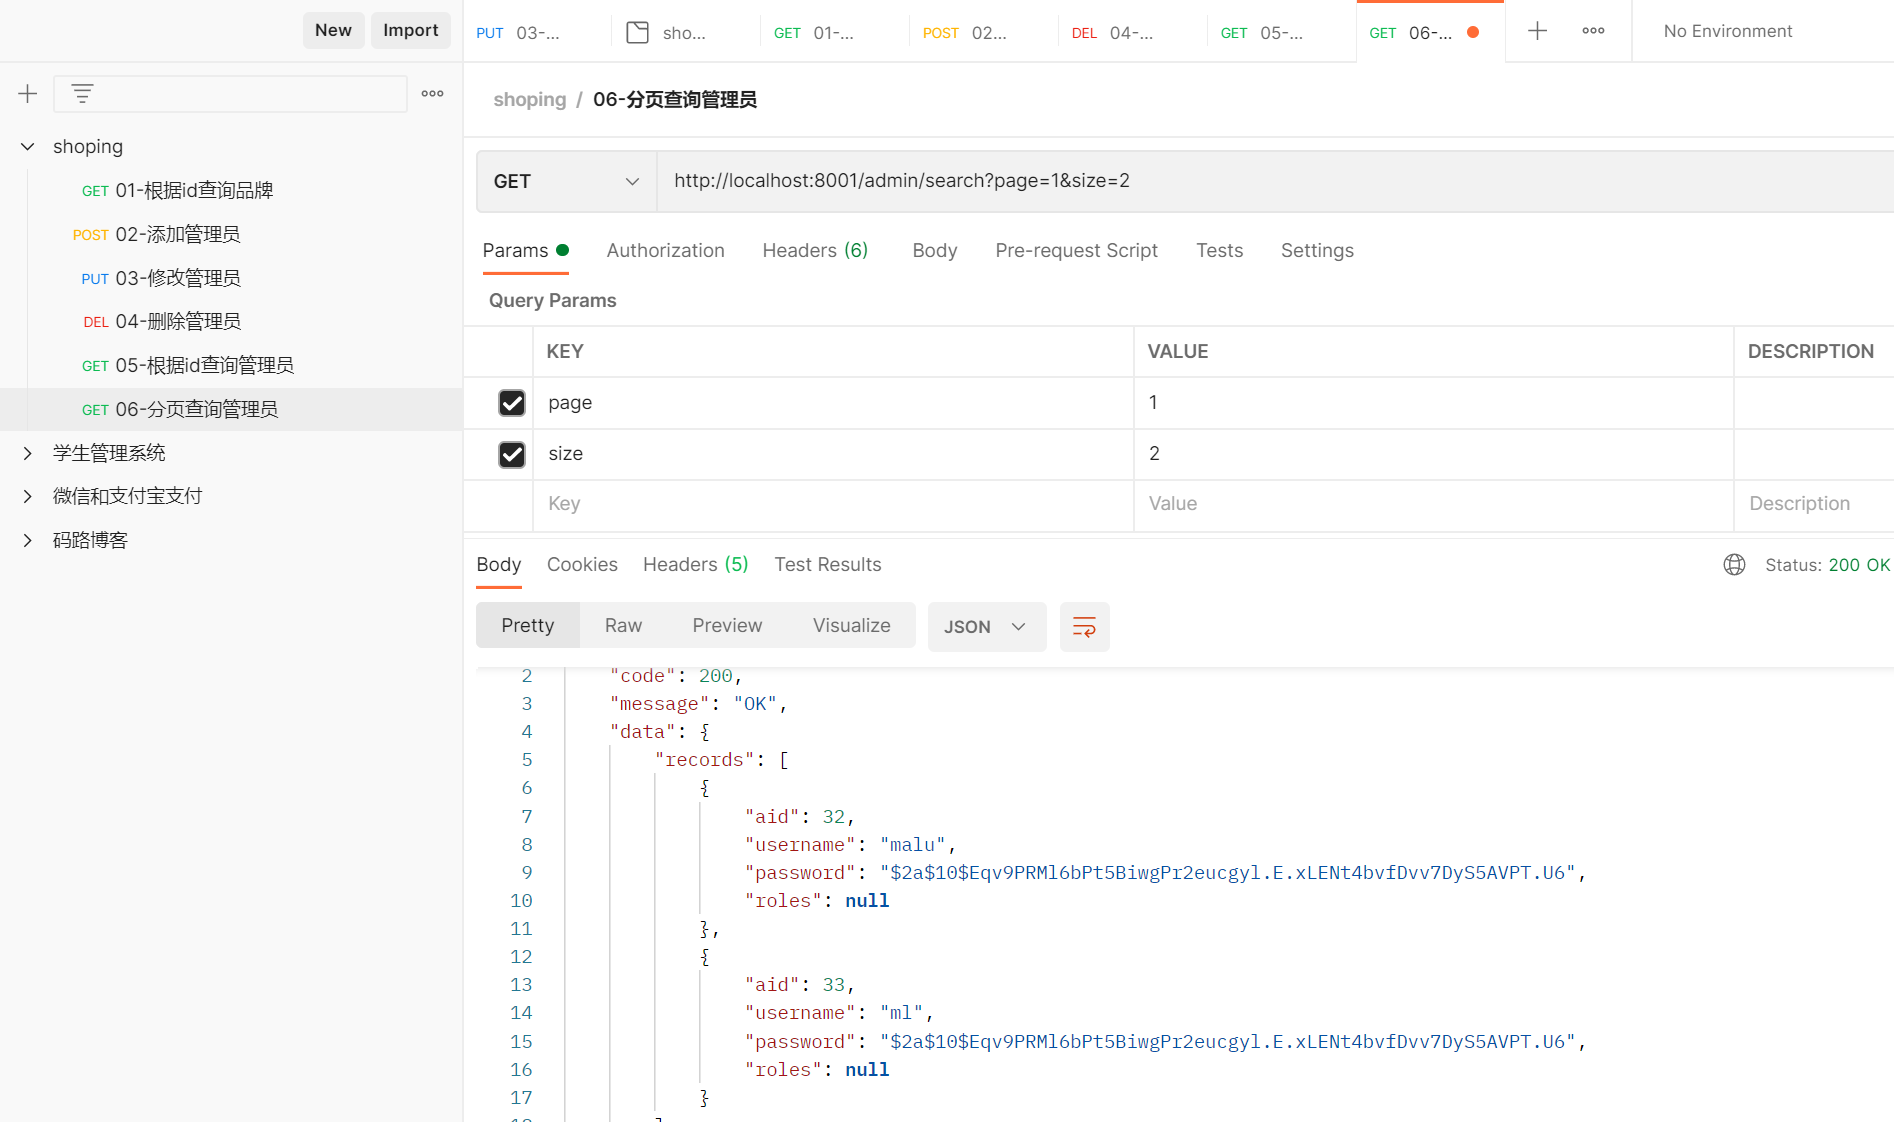 New Import PUT 03-... sho... GET 01-... POST 02... DEL 04-... GET 05-... GET 06-... No Environment
shoping / 06-分页查询管理员
shoping
GET 01-根据id查询品牌
POST 02-添加管理员
PUT 03-修改管理员
DEL 04-删除管理员
GET 05-根据id查询管理员
GET 06-分页查询管理员
学生管理系统
微信和支付宝支付
码路博客
GET http://localhost:8001/admin/search?page=1&size=2
Params Authorization Headers (6) Body Pre-request Script Tests Settings
Query Params
KEY VALUE DESCRIPTION
page 1
size 2
Key Value Description
Body Cookies Headers (5) Test Results Status: 200 OK
Pretty Raw Preview Visualize JSON
2 "code": 200,
3 "message": "OK",
4 "data": {
5 "records": [
6 {
7 "aid": 32,
8 "username": "malu",
9 "password": "$2a$10$Eqv9PRMl6bPt5BiwgPr2eucgyl.E.xLENt4bvfDvv7DyS5AVPT.U6",
10 "roles": null
11 },
12 {
13 "aid": 33,
14 "username": "ml",
15 "password": "$2a$10$Eqv9PRMl6bPt5BiwgPr2eucgyl.E.xLENt4bvfDvv7DyS5AVPT.U6",
16 "roles": null
17 }